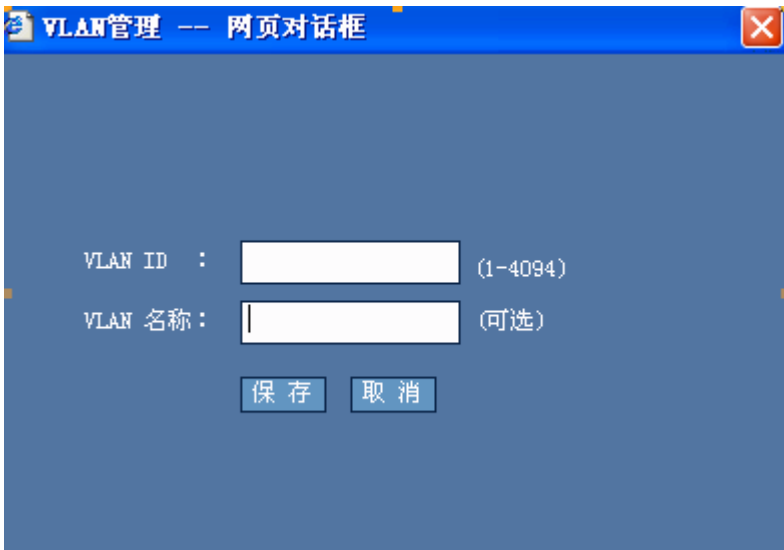 VLAN管理 -- 网页对话框
VLAN ID ： (1-4094)
VLAN 名称： (可选)
保 存 取 消